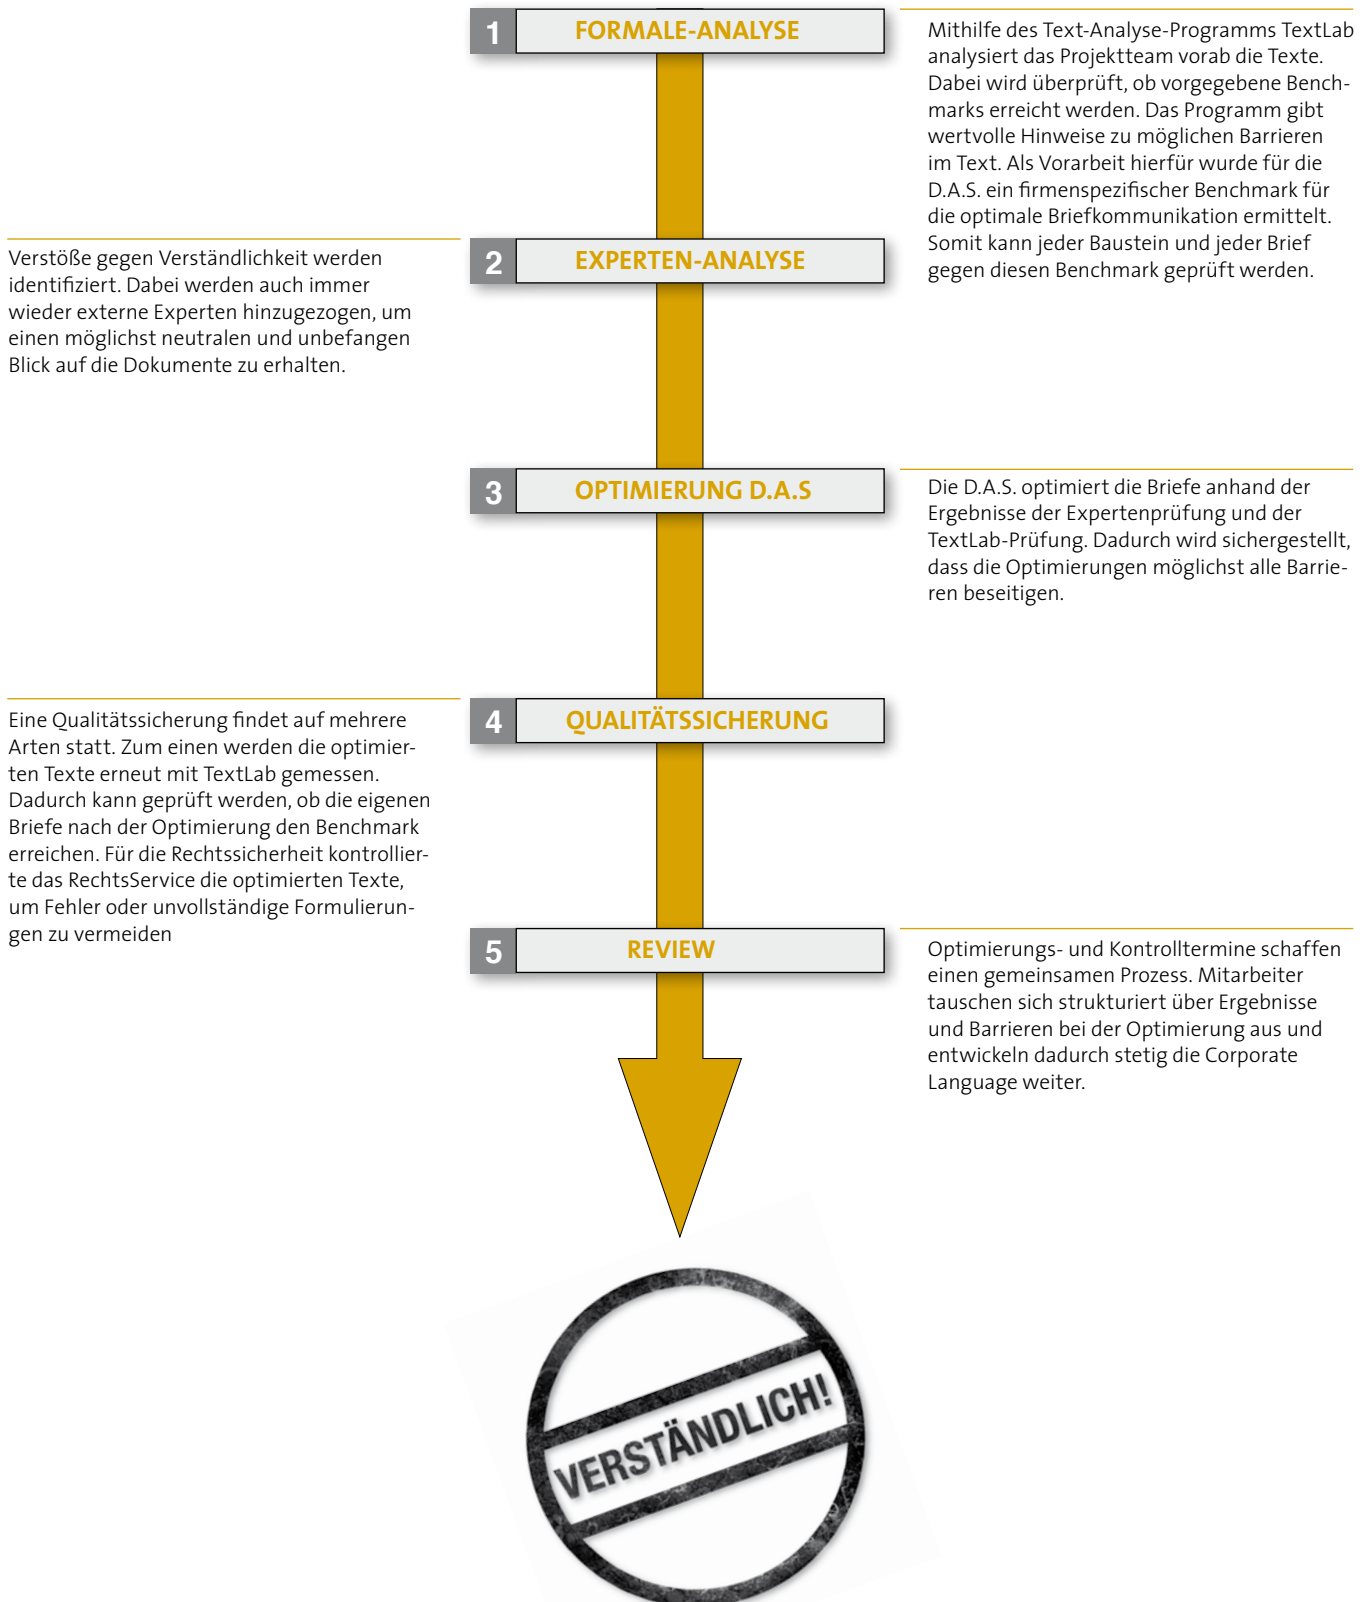 1
FORMALE-ANALYSE
Mithilfe des Text-Analyse-Programms TextLab
analysiert das Projektteam vorab die Texte.
Dabei wird überprüft, ob vorgegebene Bench-
marks erreicht werden. Das Programm gibt
wertvolle Hinweise zu möglichen Barrieren
im Text. Als Vorarbeit hierfür wurde für die
D.A.S. ein firmenspezifischer Benchmark für
die optimale Briefkommunikation ermittelt.
Somit kann jeder Baustein und jeder Brief
gegen diesen Benchmark geprüft werden.
2
EXPERTEN-ANALYSE
Verstöße gegen Verständlichkeit werden
identifiziert. Dabei werden auch immer
wieder externe Experten hinzugezogen, um
einen möglichst neutralen und unbefangen
Blick auf die Dokumente zu erhalten.
3
OPTIMIERUNG D.A.S
Die D.A.S. optimiert die Briefe anhand der
Ergebnisse der Expertenprüfung und der
TextLab-Prüfung. Dadurch wird sichergestellt,
dass die Optimierungen möglichst alle Barrie-
ren beseitigen.
4
QUALITÄTSSICHERUNG
Eine Qualitätssicherung findet auf mehrere
Arten statt. Zum einen werden die optimier-
ten Texte erneut mit TextLab gemessen.
Dadurch kann geprüft werden, ob die eigenen
Briefe nach der Optimierung den Benchmark
erreichen. Für die Rechtssicherheit kontrollier-
te das RechtsService die optimierten Texte,
um Fehler oder unvollständige Formulierun-
gen zu vermeiden
5
REVIEW
Optimierungs- und Kontrolltermine schaffen
einen gemeinsamen Prozess. Mitarbeiter
tauschen sich strukturiert über Ergebnisse
und Barrieren bei der Optimierung aus und
entwickeln dadurch stetig die Corporate
Language weiter.
VERSTÄNDLICH!